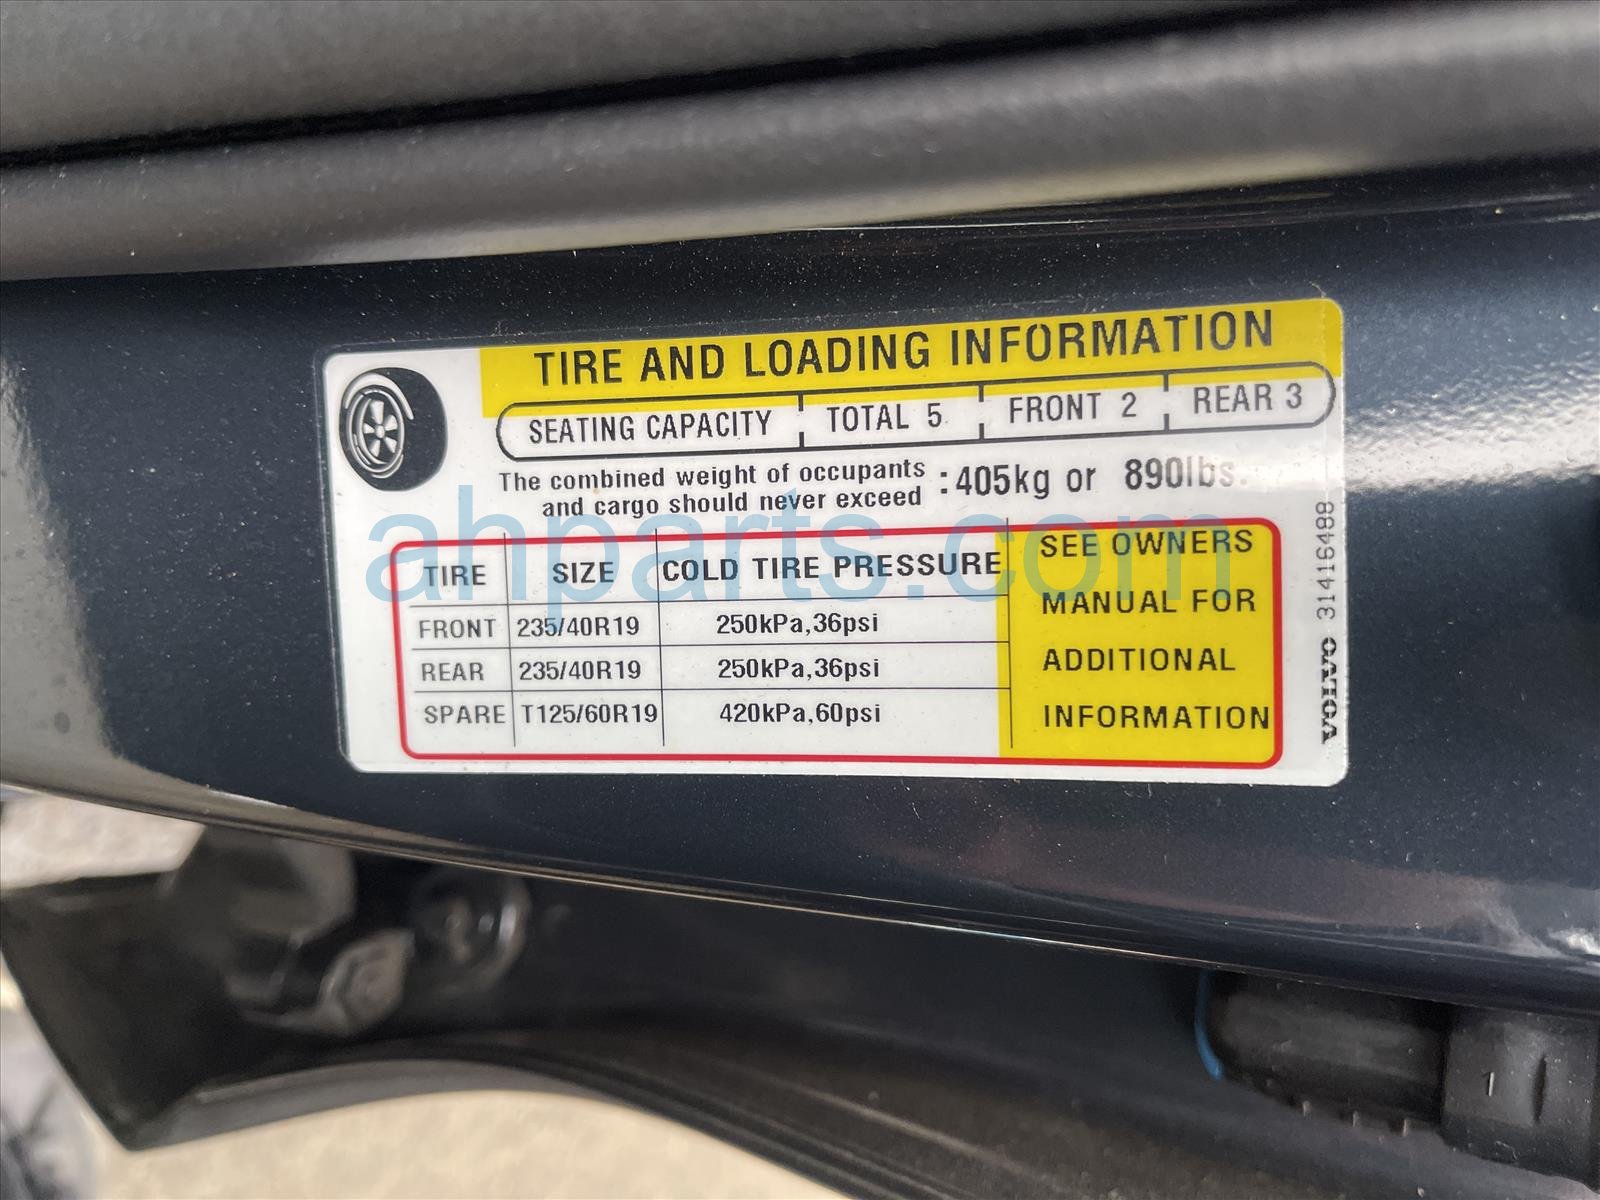 TIRE AND LOADING INFORMATION
SEATING CAPACITY TOTAL 5 FRONT 2 REAR 3
The combined weight of occupants
and cargo should never exceed :405kg or 890lbs.
TIRE SIZE COLD TIRE PRESSURE
FRONT 235/40R19 250kPa,36psi
REAR 235/40R19 250kPa,36psi
SPARE T125/60R19 420kPa,60psi
SEE OWNERS
MANUAL FOR
ADDITIONAL
INFORMATION
VOLVO 31416488
ahparts.com
1